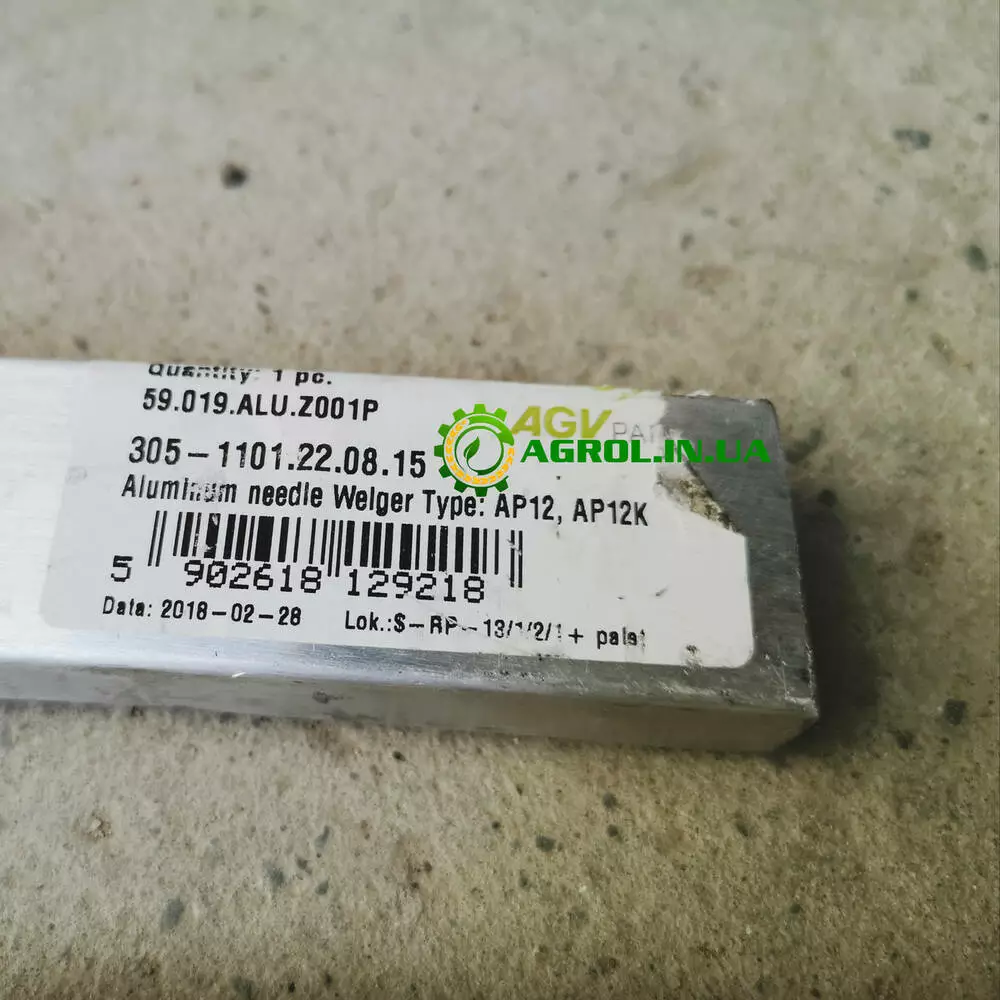 Quantity: 1 pc.
59.019.ALU.Z001P
AGV
305-1101.22.08.15
AGROL.IN.UA
Aluminum needle Welger Type: AP12, AP12K
5 902618 129218
Data: 2018-02-28 Lok.:S-RP-13/1/2/1+ palet